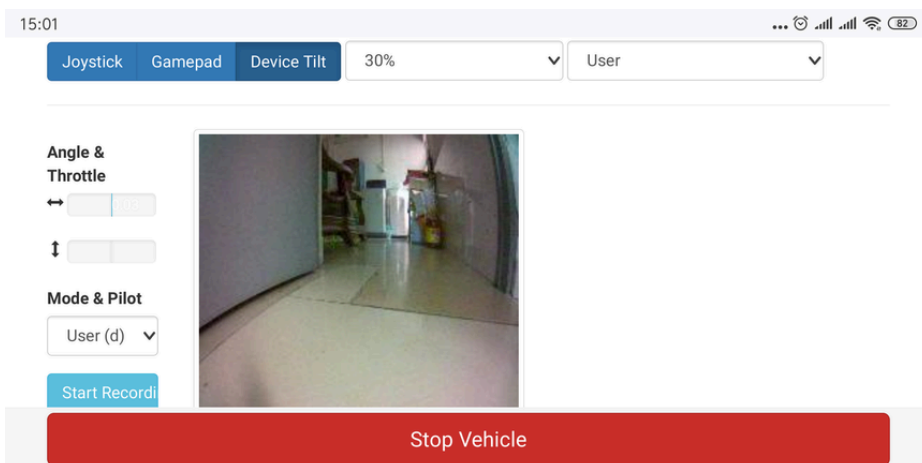 15:01
82
Joystick Gamepad Device Tilt 30% User
Angle &
Throttle
Mode & Pilot
User (d)
Start Recordi
Stop Vehicle